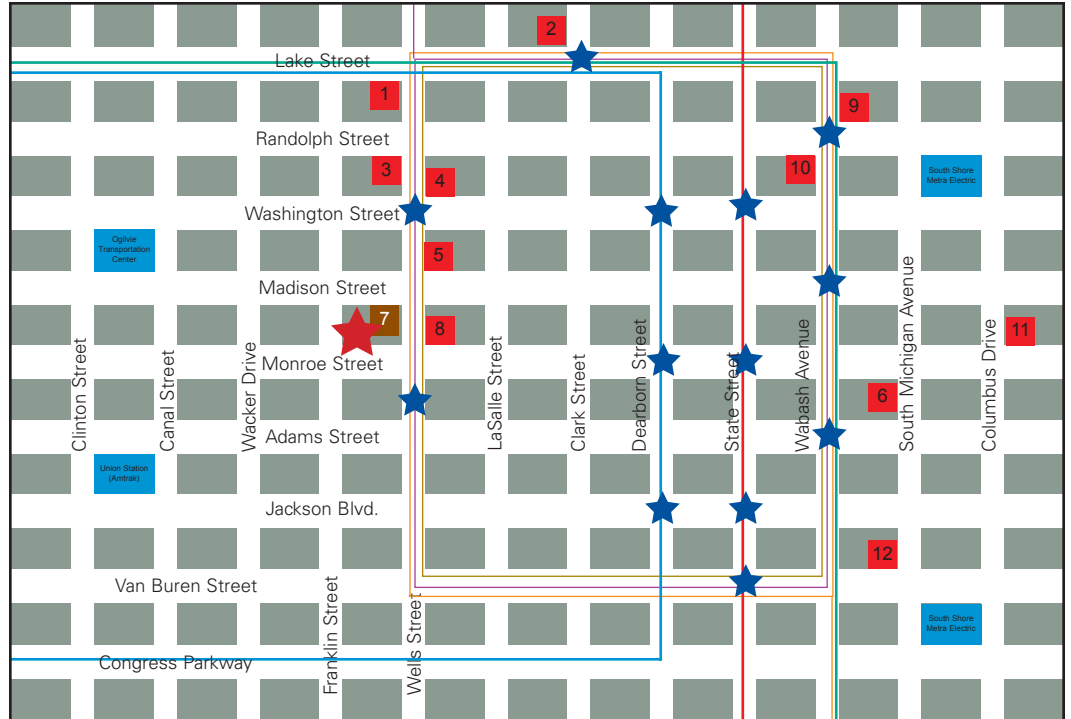 2
Lake Street
1
9
Randolph Street
3
4
10
South Shore
Metra Electric
Washington Street
Ogilvie
Transportation
Center
5
Madison Street
South Michigan Avenue
7
8
11
Monroe Street
Clinton Street
Canal Street
Wacker Drive
LaSalle Street
Clark Street
Dearborn Street
State Street
Wabash Avenue
Columbus Drive
6
Adams Street
Union Station
(Amtrak)
Jackson Blvd.
12
Van Buren Street
Franklin Street
Wells Street
South Shore
Metra Electric
Congress Parkway